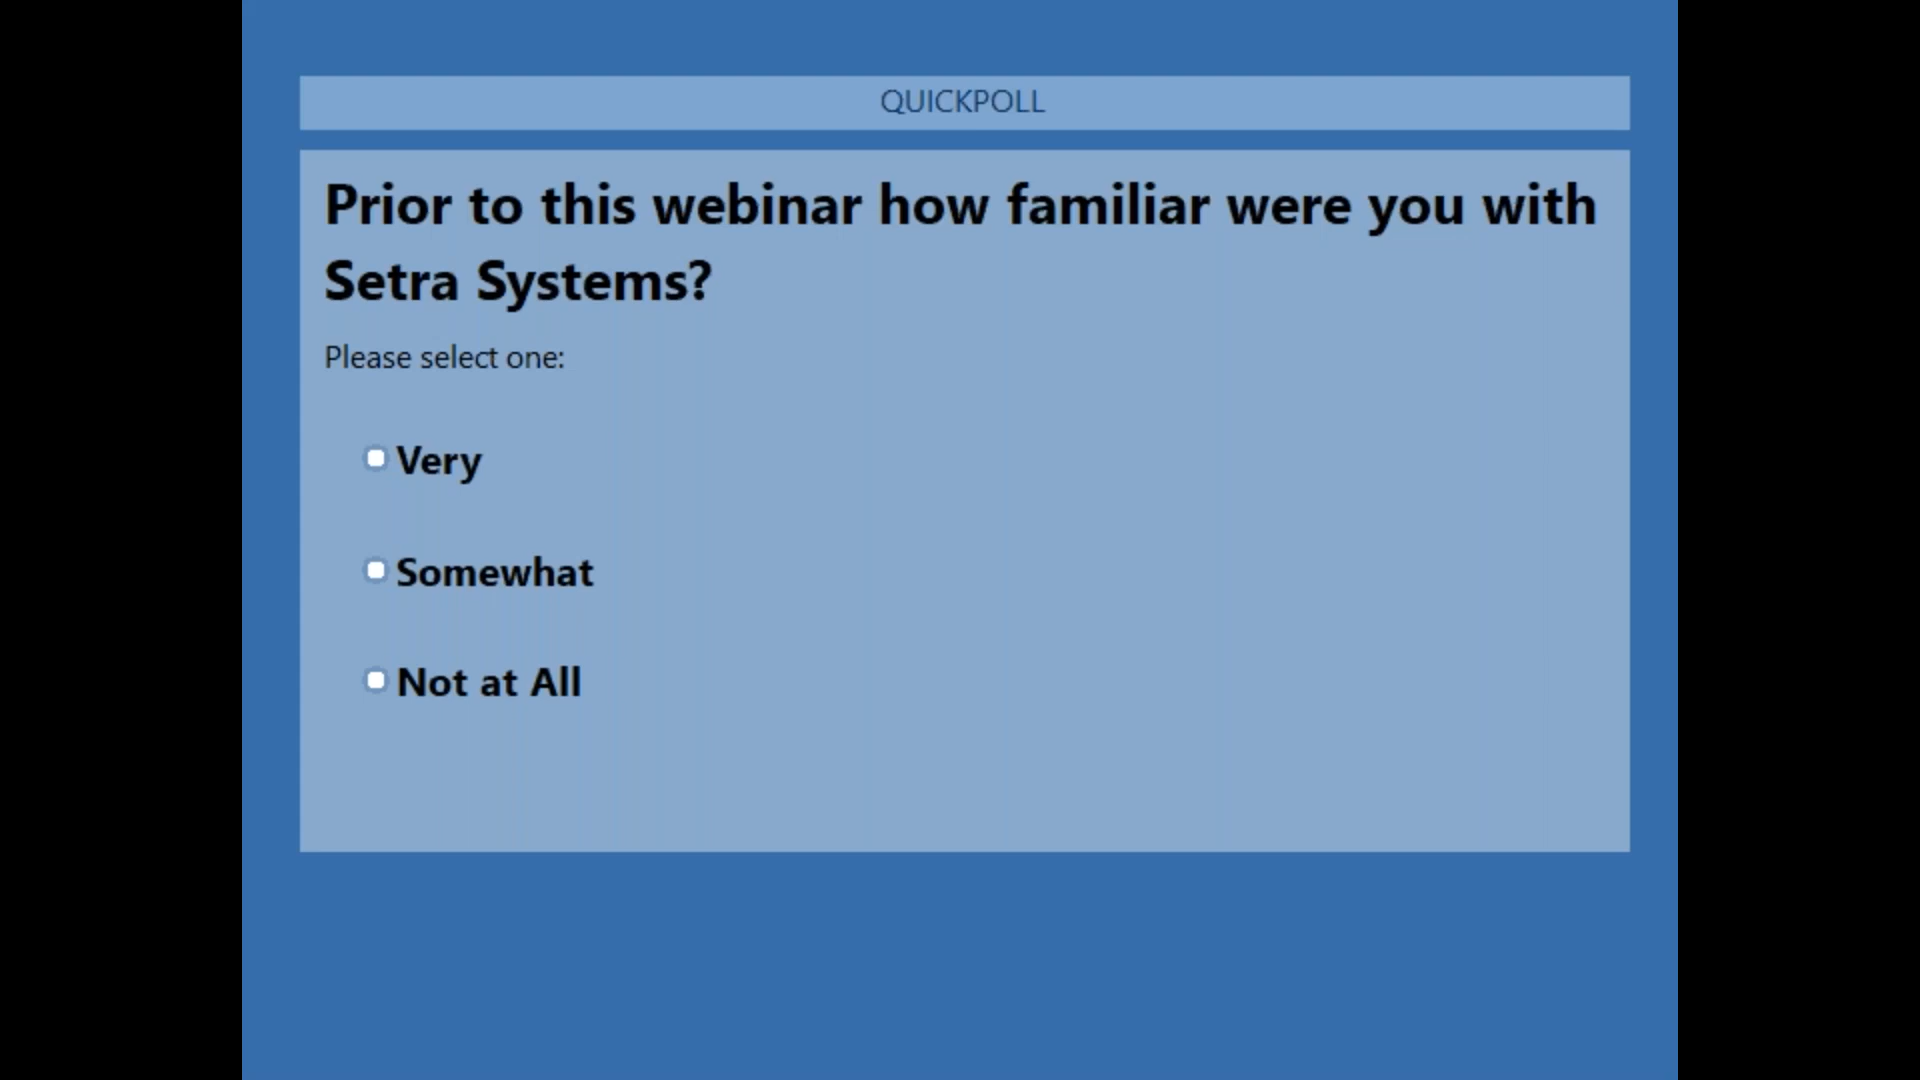 QUICKPOLL
Prior to this webinar how familiar were you with
Setra Systems?
Please select one:
Very
Somewhat
Not at All